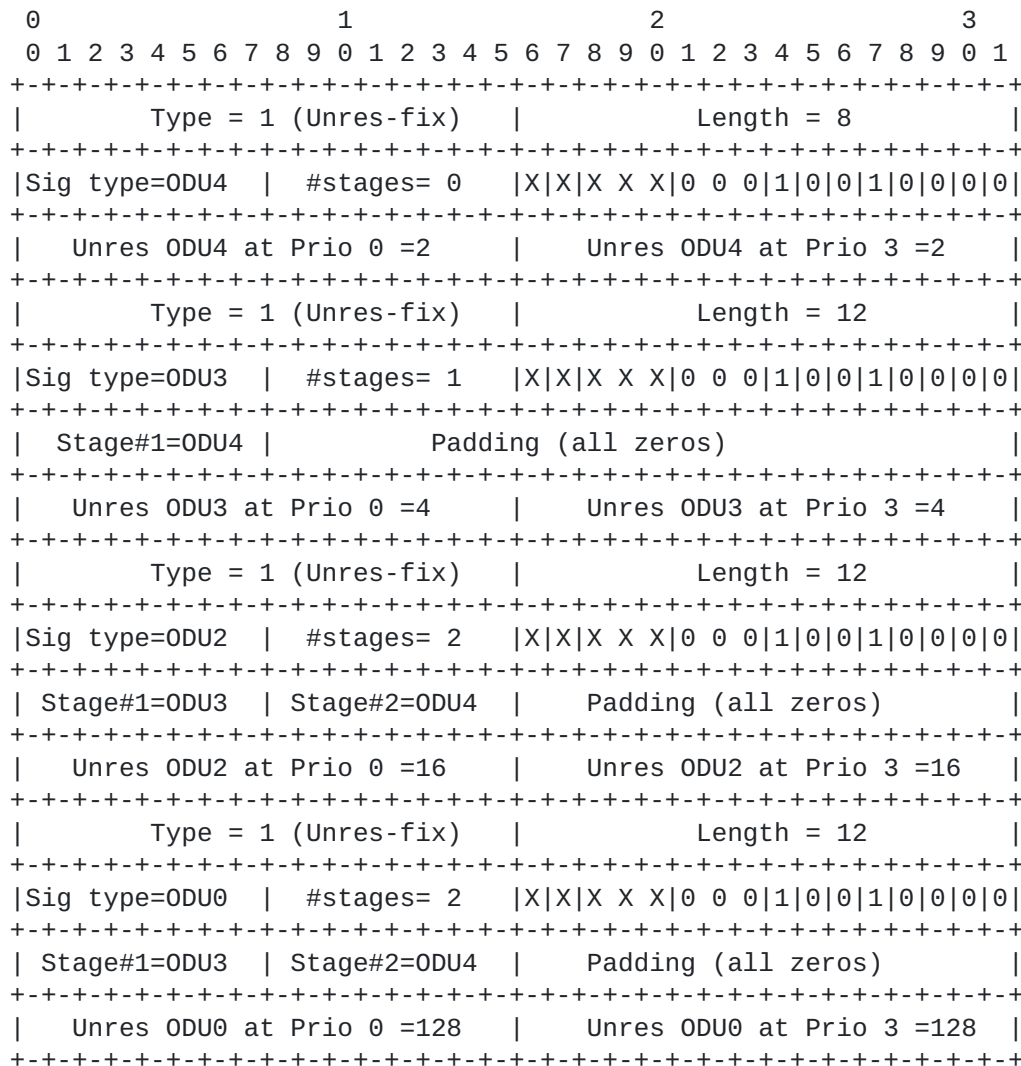 0                   1                   2                   3
 0 1 2 3 4 5 6 7 8 9 0 1 2 3 4 5 6 7 8 9 0 1 2 3 4 5 6 7 8 9 0 1
+-+-+-+-+-+-+-+-+-+-+-+-+-+-+-+-+-+-+-+-+-+-+-+-+-+-+-+-+-+-+-+-+
|        Type = 1 (Unres-fix)   |           Length = 8          |
+-+-+-+-+-+-+-+-+-+-+-+-+-+-+-+-+-+-+-+-+-+-+-+-+-+-+-+-+-+-+-+-+
|Sig type=ODU4  |  #stages= 0   |X|X|X X X|0 0 0|1|0|0|1|0|0|0|0|
+-+-+-+-+-+-+-+-+-+-+-+-+-+-+-+-+-+-+-+-+-+-+-+-+-+-+-+-+-+-+-+-+
|   Unres ODU4 at Prio 0 =2     |    Unres ODU4 at Prio 3 =2    |
+-+-+-+-+-+-+-+-+-+-+-+-+-+-+-+-+-+-+-+-+-+-+-+-+-+-+-+-+-+-+-+-+
|        Type = 1 (Unres-fix)   |           Length = 12         |
+-+-+-+-+-+-+-+-+-+-+-+-+-+-+-+-+-+-+-+-+-+-+-+-+-+-+-+-+-+-+-+-+
|Sig type=ODU3  |  #stages= 1   |X|X|X X X|0 0 0|1|0|0|1|0|0|0|0|
+-+-+-+-+-+-+-+-+-+-+-+-+-+-+-+-+-+-+-+-+-+-+-+-+-+-+-+-+-+-+-+-+
|  Stage#1=ODU4 |          Padding (all zeros)                  |
+-+-+-+-+-+-+-+-+-+-+-+-+-+-+-+-+-+-+-+-+-+-+-+-+-+-+-+-+-+-+-+-+
|   Unres ODU3 at Prio 0 =4     |    Unres ODU3 at Prio 3 =4    |
+-+-+-+-+-+-+-+-+-+-+-+-+-+-+-+-+-+-+-+-+-+-+-+-+-+-+-+-+-+-+-+-+
|        Type = 1 (Unres-fix)   |           Length = 12         |
+-+-+-+-+-+-+-+-+-+-+-+-+-+-+-+-+-+-+-+-+-+-+-+-+-+-+-+-+-+-+-+-+
|Sig type=ODU2  |  #stages= 2   |X|X|X X X|0 0 0|1|0|0|1|0|0|0|0|
+-+-+-+-+-+-+-+-+-+-+-+-+-+-+-+-+-+-+-+-+-+-+-+-+-+-+-+-+-+-+-+-+
| Stage#1=ODU3  | Stage#2=ODU4  |    Padding (all zeros)        |
+-+-+-+-+-+-+-+-+-+-+-+-+-+-+-+-+-+-+-+-+-+-+-+-+-+-+-+-+-+-+-+-+
|   Unres ODU2 at Prio 0 =16    |    Unres ODU2 at Prio 3 =16   |
+-+-+-+-+-+-+-+-+-+-+-+-+-+-+-+-+-+-+-+-+-+-+-+-+-+-+-+-+-+-+-+-+
|        Type = 1 (Unres-fix)   |           Length = 12         |
+-+-+-+-+-+-+-+-+-+-+-+-+-+-+-+-+-+-+-+-+-+-+-+-+-+-+-+-+-+-+-+-+
|Sig type=ODU0  |  #stages= 2   |X|X|X X X|0 0 0|1|0|0|1|0|0|0|0|
+-+-+-+-+-+-+-+-+-+-+-+-+-+-+-+-+-+-+-+-+-+-+-+-+-+-+-+-+-+-+-+-+
| Stage#1=ODU3  | Stage#2=ODU4  |    Padding (all zeros)        |
+-+-+-+-+-+-+-+-+-+-+-+-+-+-+-+-+-+-+-+-+-+-+-+-+-+-+-+-+-+-+-+-+
|   Unres ODU0 at Prio 0 =128   |    Unres ODU0 at Prio 3 =128  |
+-+-+-+-+-+-+-+-+-+-+-+-+-+-+-+-+-+-+-+-+-+-+-+-+-+-+-+-+-+-+-+-+